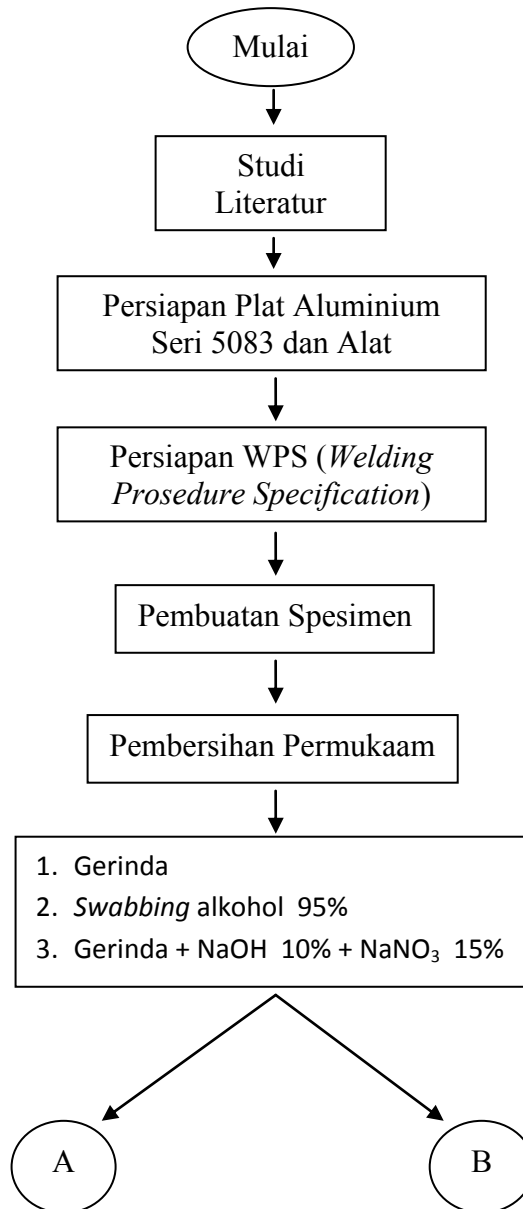 Mulai
Studi
Literatur
Persiapan Plat Aluminium
Seri 5083 dan Alat
Persiapan WPS (Welding
Prosedure Specification)
Pembuatan Spesimen
Pembersihan Permukaam
1. Gerinda
2. Swabbing alkohol 95%
3. Gerinda + NaOH 10% + NaNO₃ 15%
A
B